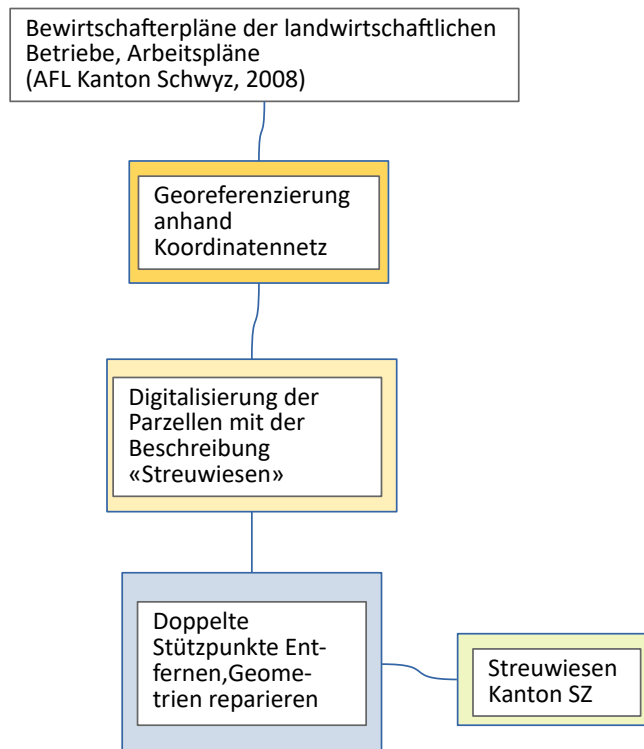 Bewirtschafterpläne der landwirtschaftlichen
Betriebe, Arbeitspläne
(AFL Kanton Schwyz, 2008)
Georeferenzierung
anhand
Koordinatennetz
Digitalisierung der
Parzellen mit der
Beschreibung
«Streuwiesen»
Doppelte
Stützpunkte Ent-
fernen,Geome-
trien reparieren
Streuwiesen
Kanton SZ